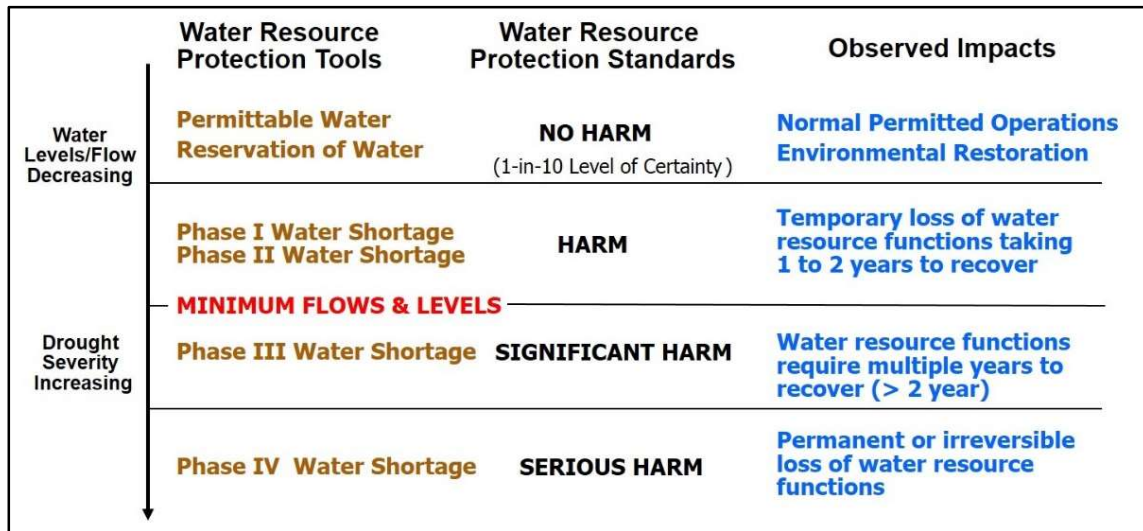 Water Resource
Protection Tools
Water Resource
Protection Standards
Observed Impacts
Water
Levels/Flow
Decreasing
Permittable Water
Reservation of Water
NO HARM
(1-in-10 Level of Certainty)
Normal Permitted Operations
Environmental Restoration
Phase I Water Shortage
Phase II Water Shortage
HARM
Temporary loss of water
resource functions taking
1 to 2 years to recover
MINIMUM FLOWS & LEVELS
Drought
Severity
Increasing
Phase III Water Shortage
SIGNIFICANT HARM
Water resource functions
require multiple years to
recover (> 2 year)
Phase IV Water Shortage
SERIOUS HARM
Permanent or irreversible
loss of water resource
functions